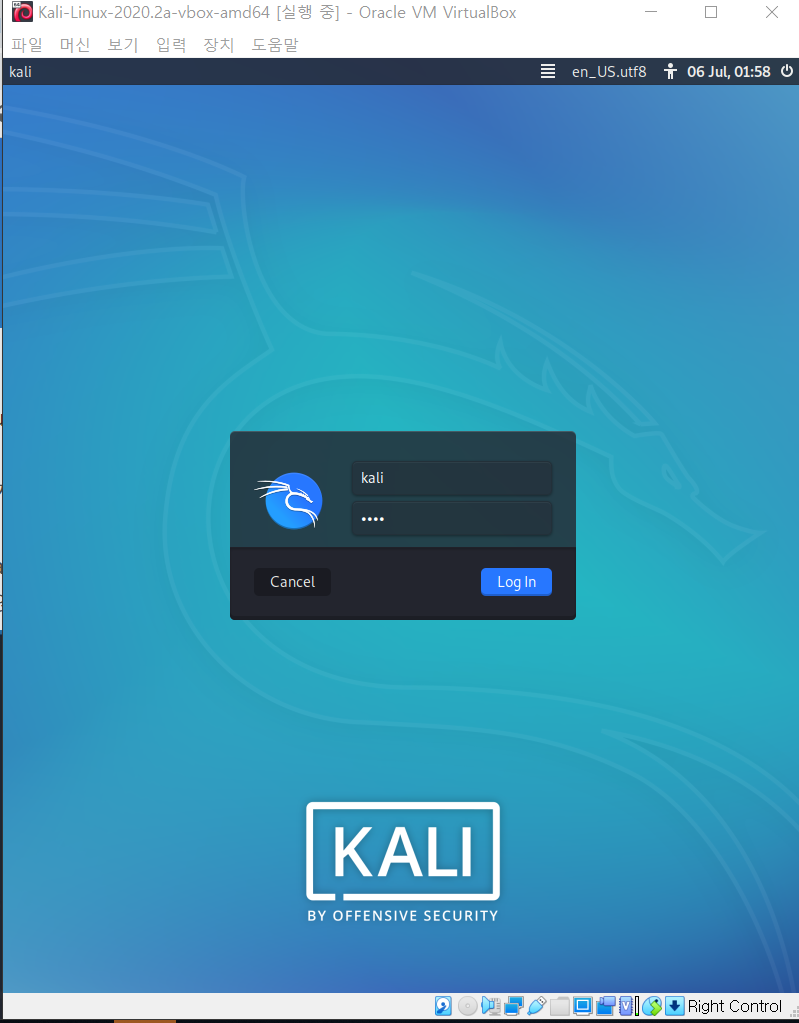 Kali-Linux-2020.2a-vbox-amd64 [실행 중] - Oracle VM VirtualBox
파일 머신 보기 입력 장치 도움말
kali en_US.utf8 06 Jul, 01:58
kali
••••
Cancel Log In
KALI
BY OFFENSIVE SECURITY
Right Control